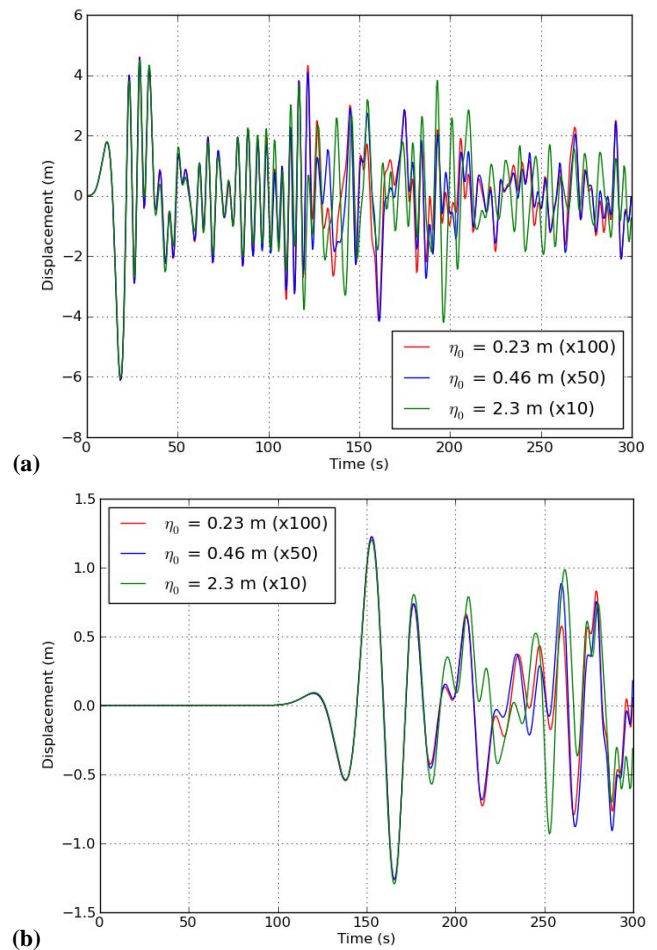 6
4
2
0
−2
−4
−6
−8
Displacement (m)
η₀ = 0.23 m (x100)
η₀ = 0.46 m (x50)
η₀ = 2.3 m (x10)
0 50 100 150 200 250 300
Time (s)
(a)
1.5
1.0
0.5
0.0
−0.5
−1.0
−1.5
Displacement (m)
η₀ = 0.23 m (x100)
η₀ = 0.46 m (x50)
η₀ = 2.3 m (x10)
0 50 100 150 200 250 300
Time (s)
(b)